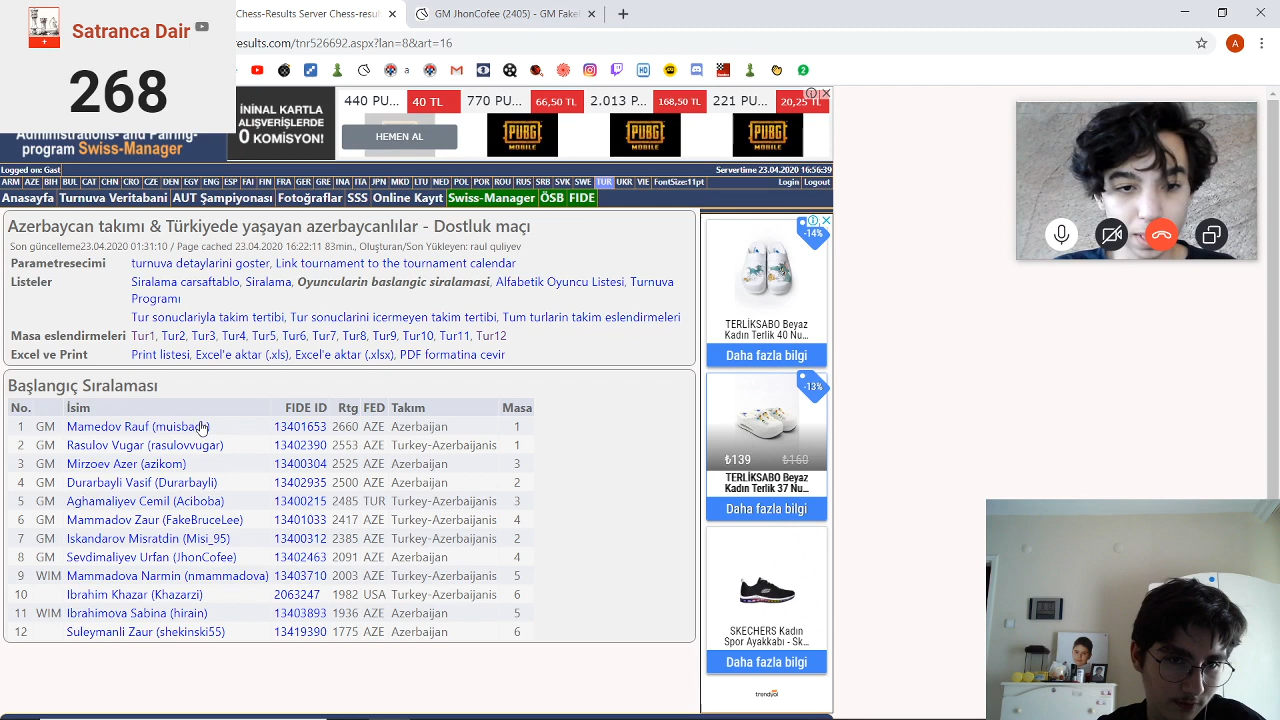 Satranca Dair
268
Chess-Results.com -
GM JhonCofee (2405) - GM Fake
esults.com/tnr526692.aspx?lan=8&art=16
a
HD
2
A
İNİNAL KARTLA
ALIŞVERİŞLERDE
0 KOMİSYON!
440 PU... 40 TL 770 PU... 66,50 TL 2.013 P... 168,50 TL 221 PU... 20,25 TL
HEMEN AL
PUBG MOBILE
PUBG MOBILE
PUBG MOBILE
Administrations- and Pairing-
program Swiss-Manager
Logged on: Gast
Servertime 23.04.2020 16:56:39
ARM AZE BIH BUL CAT CHN CRO CZE DEN EGY ENG ESP FAI FIN FRA GER GRE INA ITA JPN MKD LTU NED POL POR ROU RUS SRB SVK SWE TUR UKR VIE FontSize:11pt
Login Logout
Anasayfa Turnuva Veritabani AUT Şampiyonası Fotoğraflar SSS Online Kayıt Swiss-Manager ÖSB FIDE
Azerbaycan takımı & Türkiyede yaşayan azerbaycanlılar - Dostluk maçı
Son güncelleme23.04.2020 01:31:10 / Page cached 23.04.2020 16:22:11 83min., Oluşturan/Son Yükleyen: raul quliyev
Parametresecimi turnuva detaylarini goster, Link tournament to the tournament calendar
Listeler Siralama carsaftablo, Siralama, Oyuncularin baslangic siralamasi, Alfabetik Oyuncu Listesi, Turnuva
Programı
Tur sonuclariyla takim tertibi, Tur sonuclarini icermeyen takim tertibi, Tum turlarin takim eslendirmeleri
Masa eslendirmeleri Tur1, Tur2, Tur3, Tur4, Tur5, Tur6, Tur7, Tur8, Tur9, Tur10, Tur11, Tur12
Excel ve Print Print listesi, Excel'e aktar (.xls), Excel'e aktar (.xlsx), PDF formatina cevir
Başlangıç Sıralaması
No. İsim FIDE ID Rtg FED Takım Masa
1 GM Mamedov Rauf (muisback) 13401653 2660 AZE Azerbaijan 1
2 GM Rasulov Vugar (rasulovvugar) 13402390 2553 AZE Turkey-Azerbaijanis 1
3 GM Mirzoev Azer (azikom) 13400304 2525 AZE Azerbaijan 3
4 GM Durarbayli Vasif (Durarbayli) 13402935 2500 AZE Azerbaijan 2
5 GM Aghamaliyev Cemil (Aciboba) 13400215 2485 TUR Turkey-Azerbaijanis 3
6 GM Mammadov Zaur (FakeBruceLee) 13401033 2417 AZE Turkey-Azerbaijanis 4
7 GM Iskandarov Misratdin (Misi_95) 13400312 2385 AZE Turkey-Azerbaijanis 2
8 GM Sevdimaliyev Urfan (JhonCofee) 13402463 2091 AZE Azerbaijan 4
9 WIM Mammadova Narmin (nmammadova) 13403710 2003 AZE Turkey-Azerbaijanis 5
10 Ibrahim Khazar (Khazarzi) 2063247 1982 USA Turkey-Azerbaijanis 6
11 WIM Ibrahimova Sabina (hirain) 13403893 1936 AZE Azerbaijan 5
12 Suleymanli Zaur (shekinski55) 13419390 1775 AZE Azerbaijan 6
-14%
TERLİKSABO Beyaz
Kadın Terlik 40 Nu...
Daha fazla bilgi
-13%
₺139 ₺160
TERLİKSABO Beyaz
Kadın Terlik 37 Nu...
Daha fazla bilgi
SKECHERS Kadın
Spor Ayakkabı - Sk...
Daha fazla bilgi
trendyol